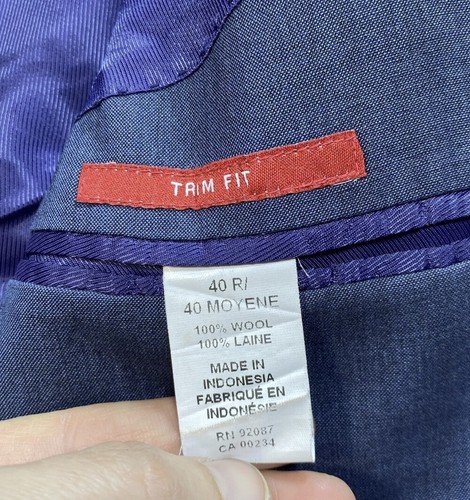 TRIM FIT
40 R/
40 MOYENE
100% WOOL
100% LAINE
MADE IN
INDONESIA
FABRIQUÉ EN
INDONÉSIE
RN 92087
CA 00234